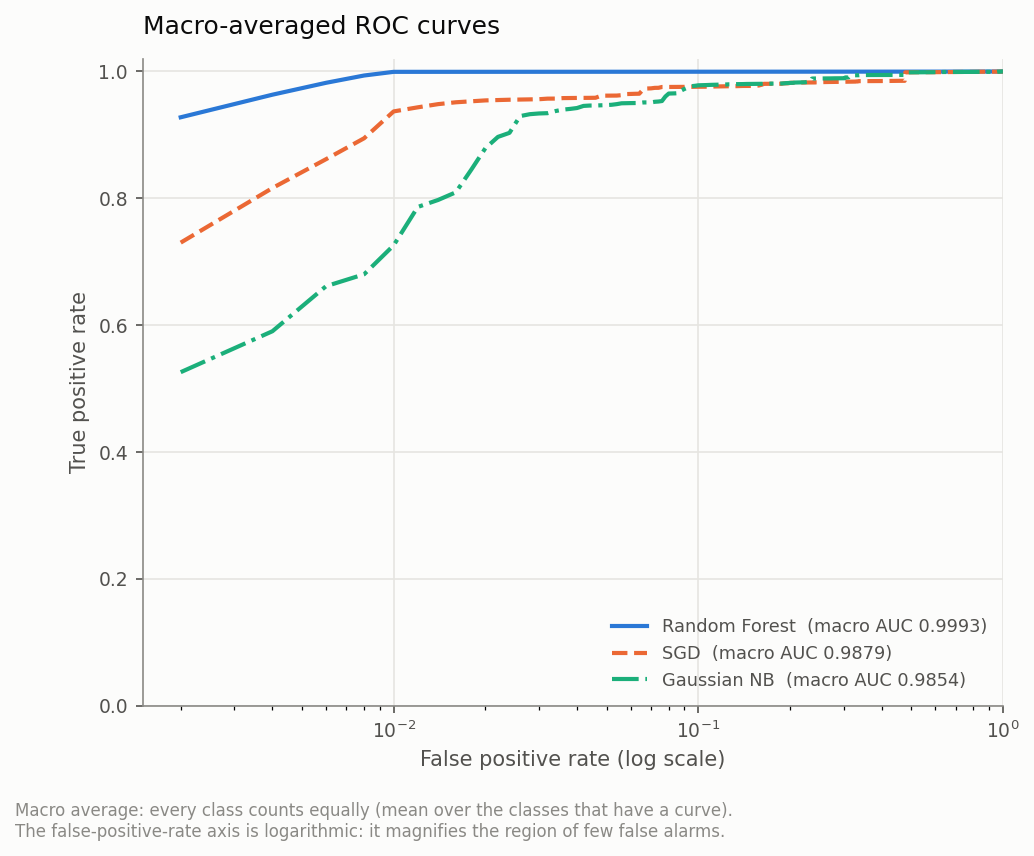 Macro-averaged ROC curves
1.0
0.8
0.6
0.4
0.2
0.0
True positive rate
Random Forest (macro AUC 0.9993)
SGD (macro AUC 0.9879)
Gaussian NB (macro AUC 0.9854)
10⁻² 10⁻¹ 10⁰
False positive rate (log scale)
Macro average: every class counts equally (mean over the classes that have a curve).
The false-positive-rate axis is logarithmic: it magnifies the region of few false alarms.